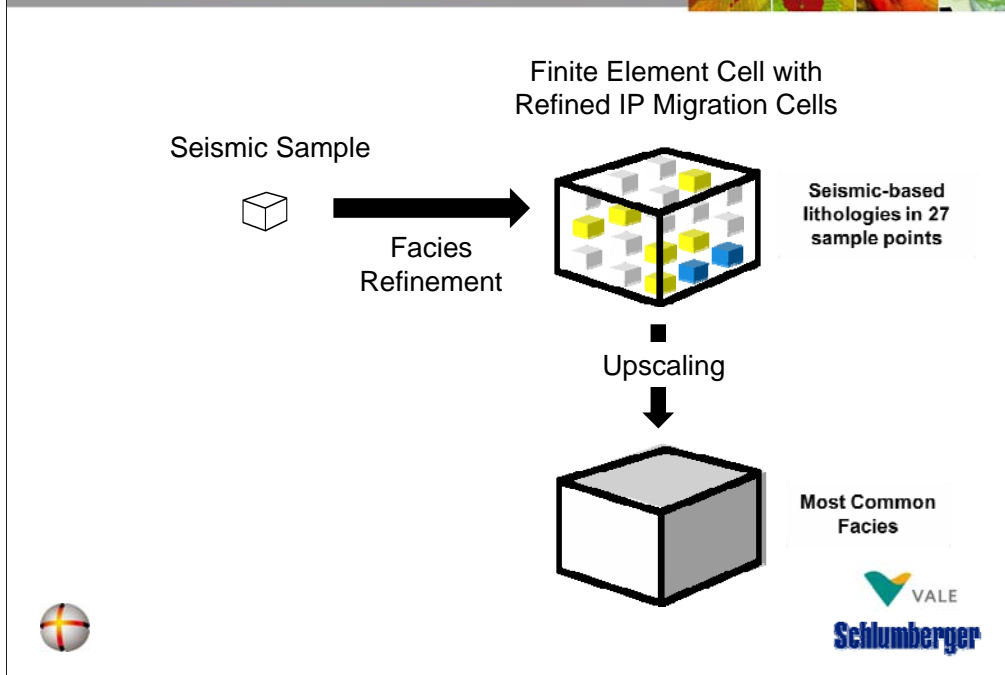 Finite Element Cell with
Refined IP Migration Cells
Seismic Sample
Facies
Refinement
Seismic-based
lithologies in 27
sample points
Upscaling
Most Common
Facies
VALE
Schlumberger